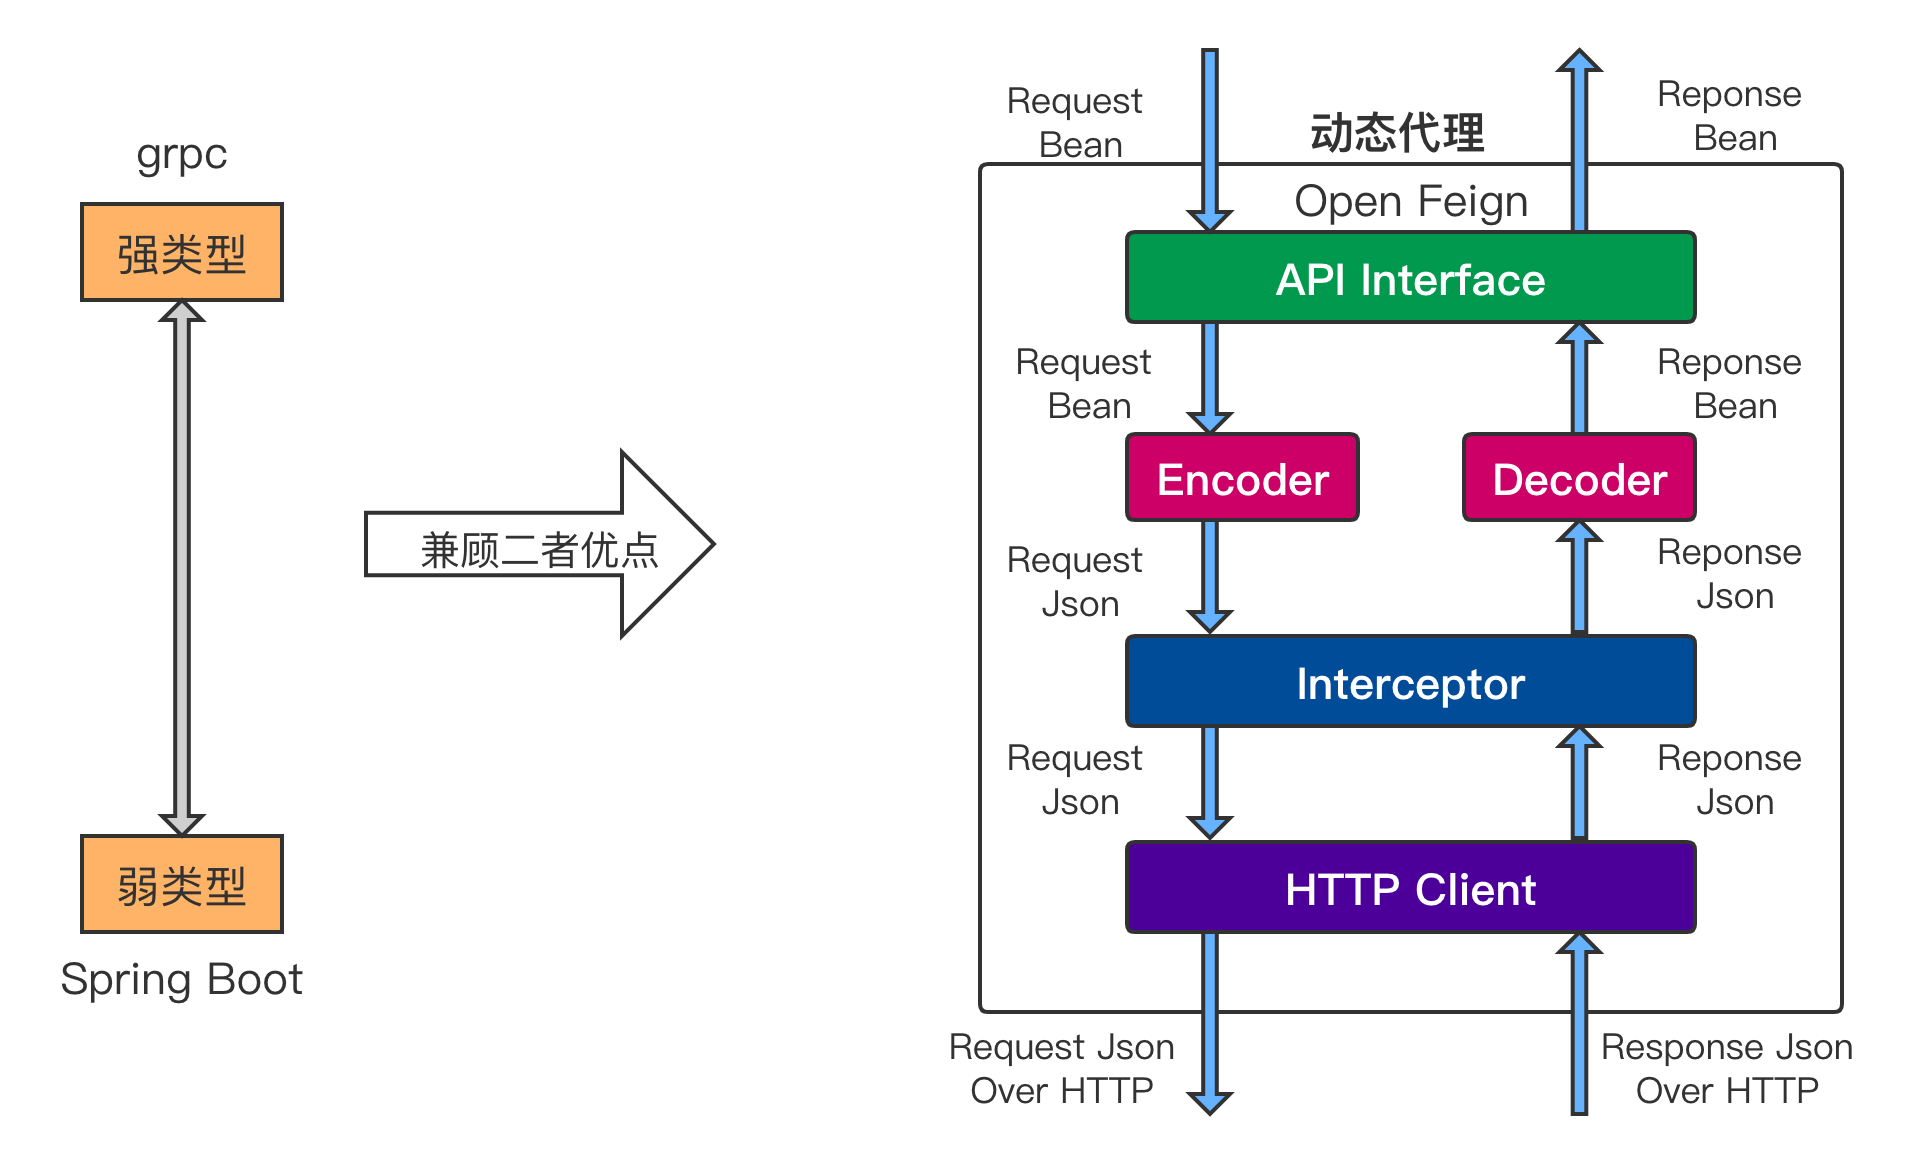 grpc
强类型
弱类型
Spring Boot
兼顾二者优点
Request
Bean
动态代理
Reponse
Bean
Open Feign
API Interface
Request
Bean
Reponse
Bean
Encoder
Decoder
Request
Json
Reponse
Json
Interceptor
Request
Json
Reponse
Json
HTTP Client
Request Json
Over HTTP
Response Json
Over HTTP